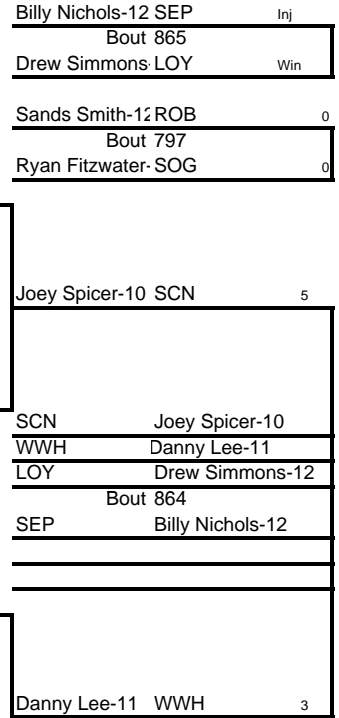 Billy Nichols-12 SEP Inj
Bout 865
Drew Simmons- LOY Win
Sands Smith-12 ROB 0
Bout 797
Ryan Fitzwater- SOG 0
Joey Spicer-10 SCN 5
SCN Joey Spicer-10
WWH Danny Lee-11
LOY Drew Simmons-12
Bout 864
SEP Billy Nichols-12
Danny Lee-11 WWH 3